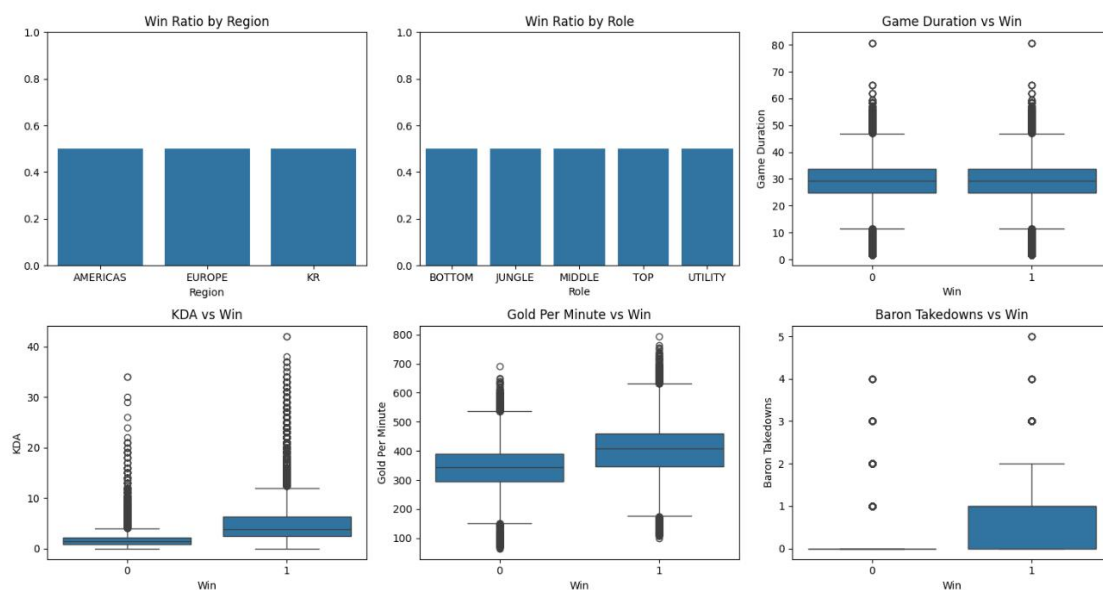 Win Ratio by Region
1.0
0.8
0.6
0.4
0.2
0.0
AMERICAS EUROPE KR
Region
Win Ratio by Role
1.0
0.8
0.6
0.4
0.2
0.0
BOTTOM JUNGLE MIDDLE TOP UTILITY
Role
Game Duration vs Win
Game Duration
80
70
60
50
40
30
20
10
0
0 1
Win
KDA vs Win
KDA
40
30
20
10
0
0 1
Win
Gold Per Minute vs Win
Gold Per Minute
800
700
600
500
400
300
200
100
0 1
Win
Baron Takedowns vs Win
Baron Takedowns
5
4
3
2
1
0
0 1
Win